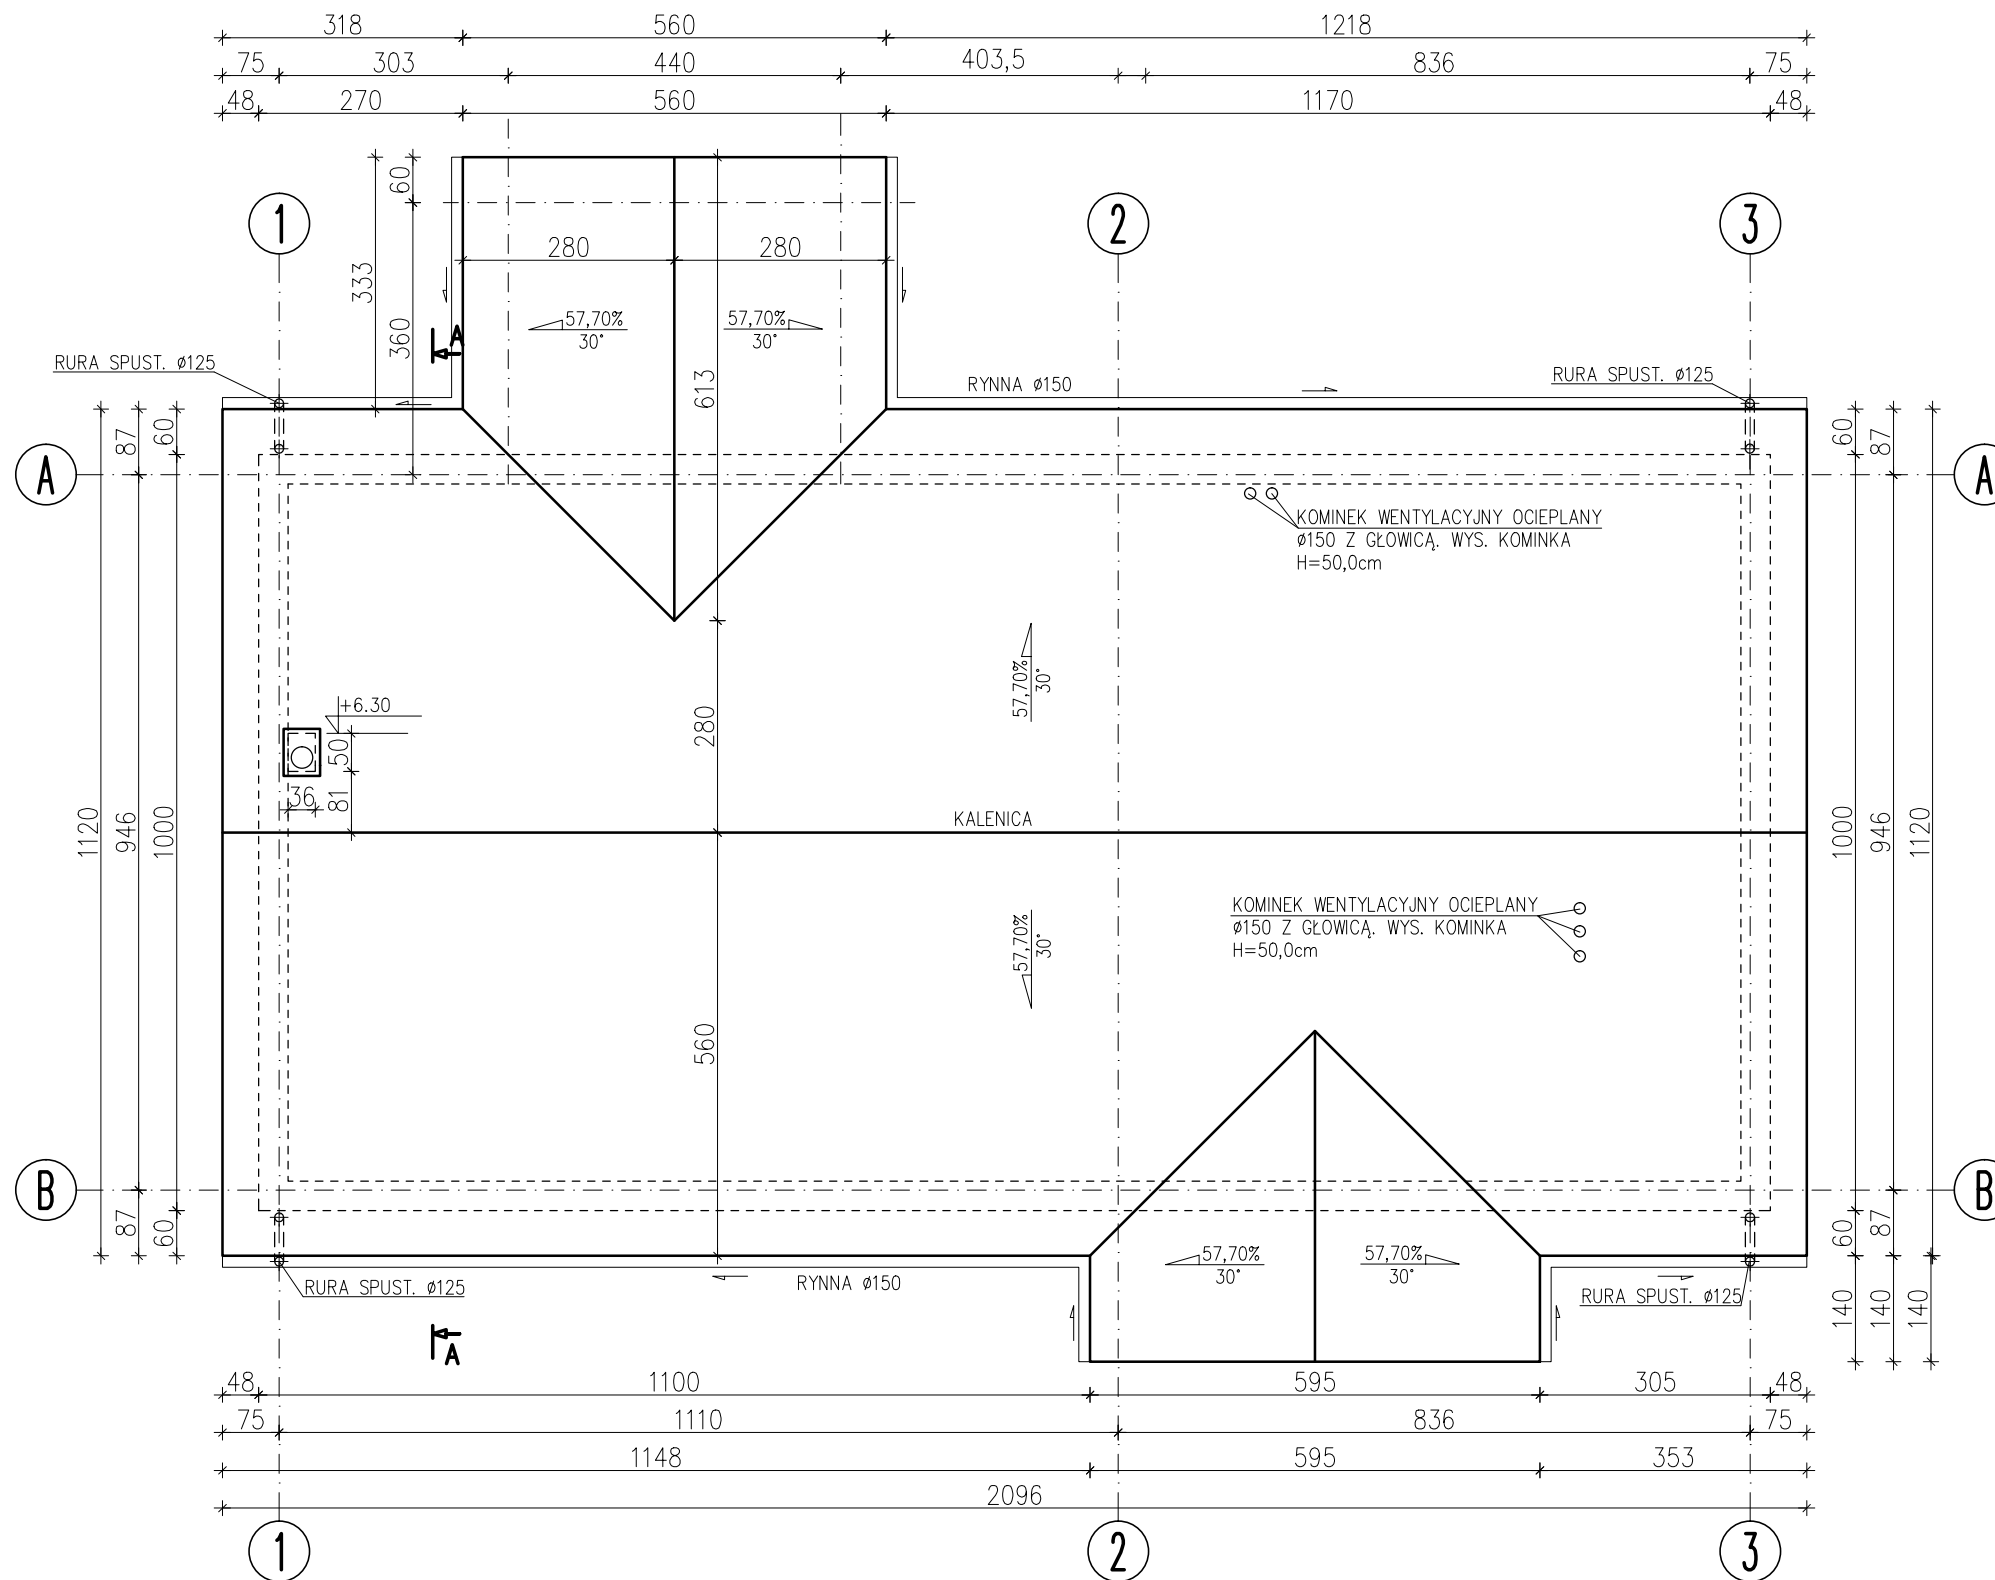 318 560 1218
75 303 440 403,5 836 75
48 270 560 1170 48
1 2 3
60
333
360
280 280
57,70% 57,70%
30° 30°
A
613
RURA SPUST. ø125
RYNNA ø150
RURA SPUST. ø125
87 60
60 87
A A
KOMINEK WENTYLACYJNY OCIEPLANY
ø150 Z GŁOWICĄ. WYS. KOMINKA
H=50,0cm
57,70%
30°
+6.30
50
36
81
280
1120 946 1000
1000 946 1120
KALENICA
KOMINEK WENTYLACYJNY OCIEPLANY
ø150 Z GŁOWICĄ. WYS. KOMINKA
H=50,0cm
57,70%
30°
560
B B
87 60
60 87
57,70% 57,70%
30° 30°
RURA SPUST. ø125
RYNNA ø150
RURA SPUST. ø125
140 140 140
A
48 1100 595 305 48
75 1110 836 75
1148 595 353
2096
1 2 3